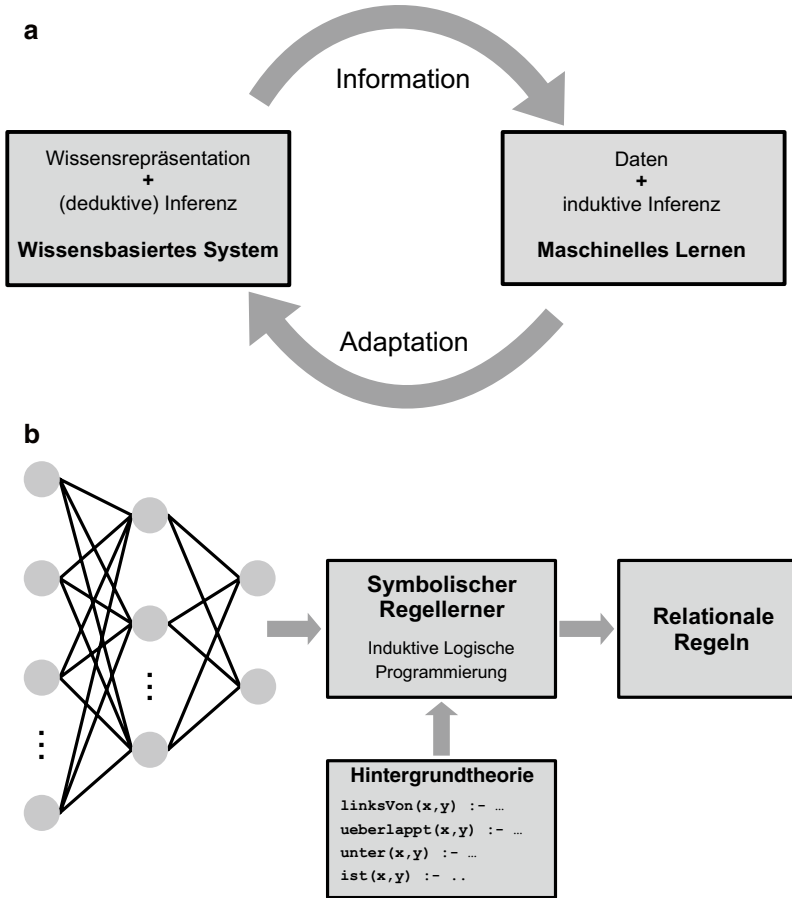 a
Information
Wissensrepräsentation
+
(deduktive) Inferenz
Wissensbasiertes System
Daten
+
induktive Inferenz
Maschinelles Lernen
Adaptation
b
Symbolischer
Regellerner
Induktive Logische
Programmierung
Relationale
Regeln
Hintergrundtheorie
linksVon(x,y) :- …
ueberlappt(x,y) :- …
unter(x,y) :- …
ist(x,y) :- ..